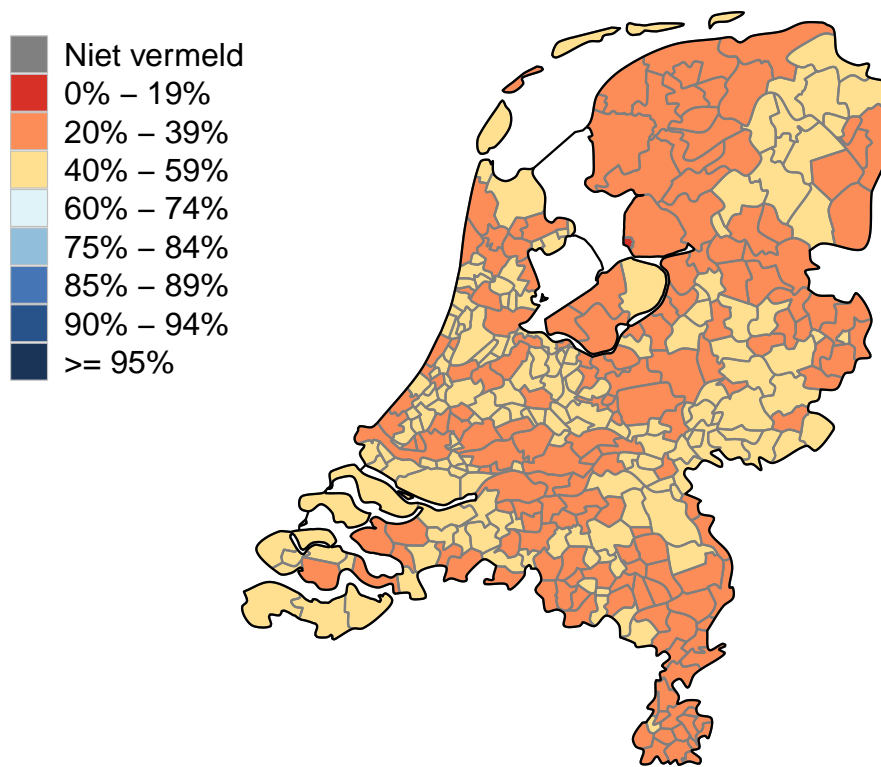 Niet vermeld
0% – 19%
20% – 39%
40% – 59%
60% – 74%
75% – 84%
85% – 89%
90% – 94%
>= 95%